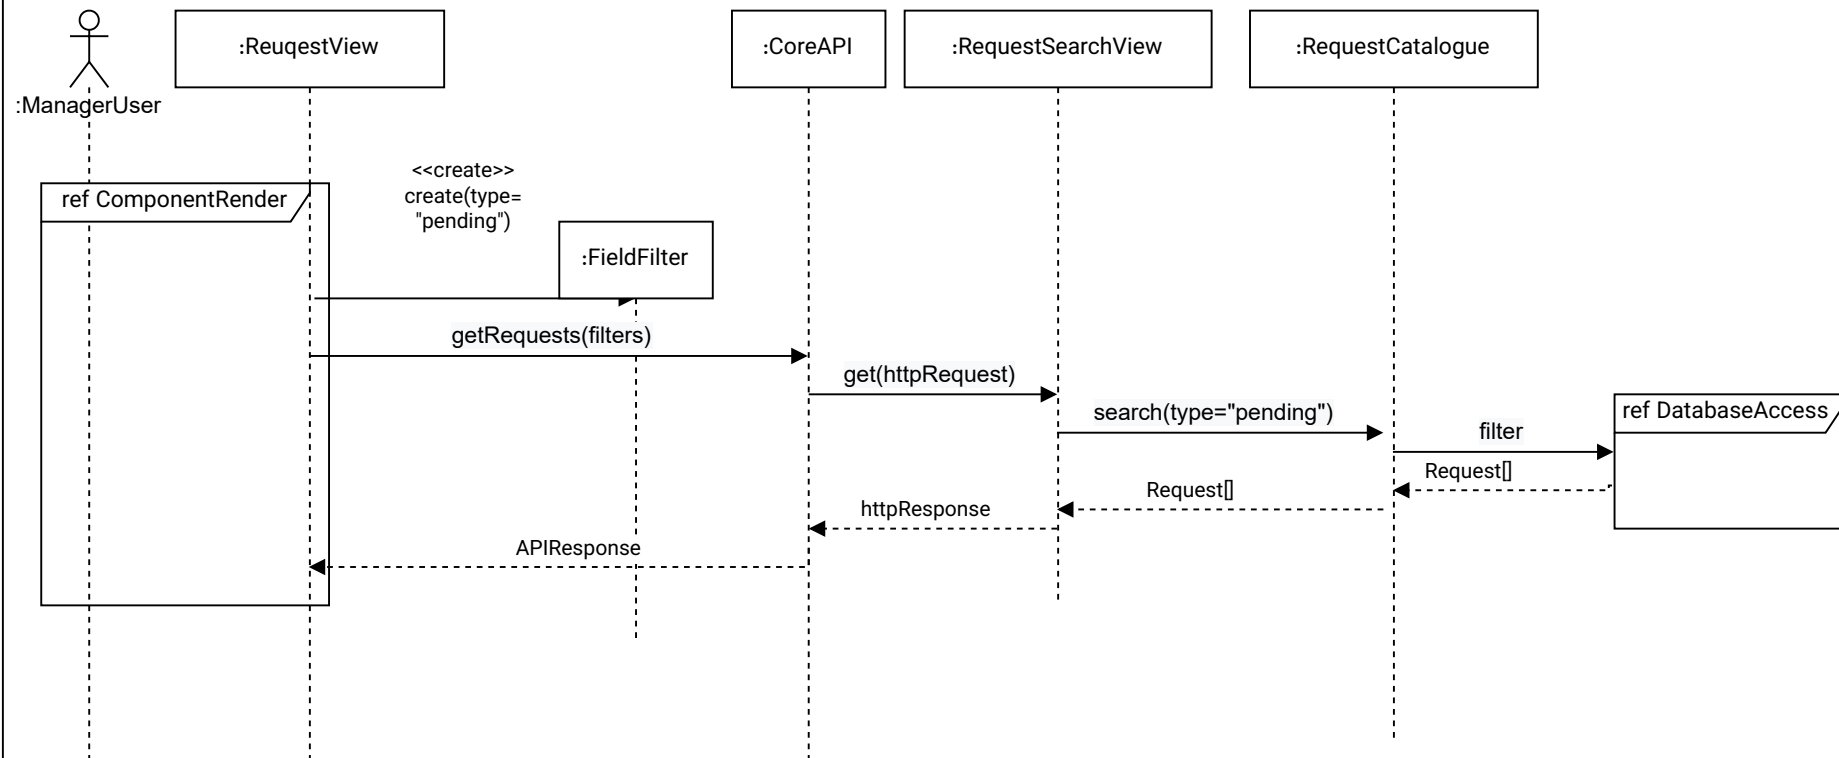 :ReuqestView
:CoreAPI
:RequestSearchView
:RequestCatalogue
:ManagerUser
<<create>>
create(type=
"pending")
ref ComponentRender
:FieldFilter
getRequests(filters)
get(httpRequest)
search(type="pending")
ref DatabaseAccess
filter
Request[]
Request[]
httpResponse
APIResponse